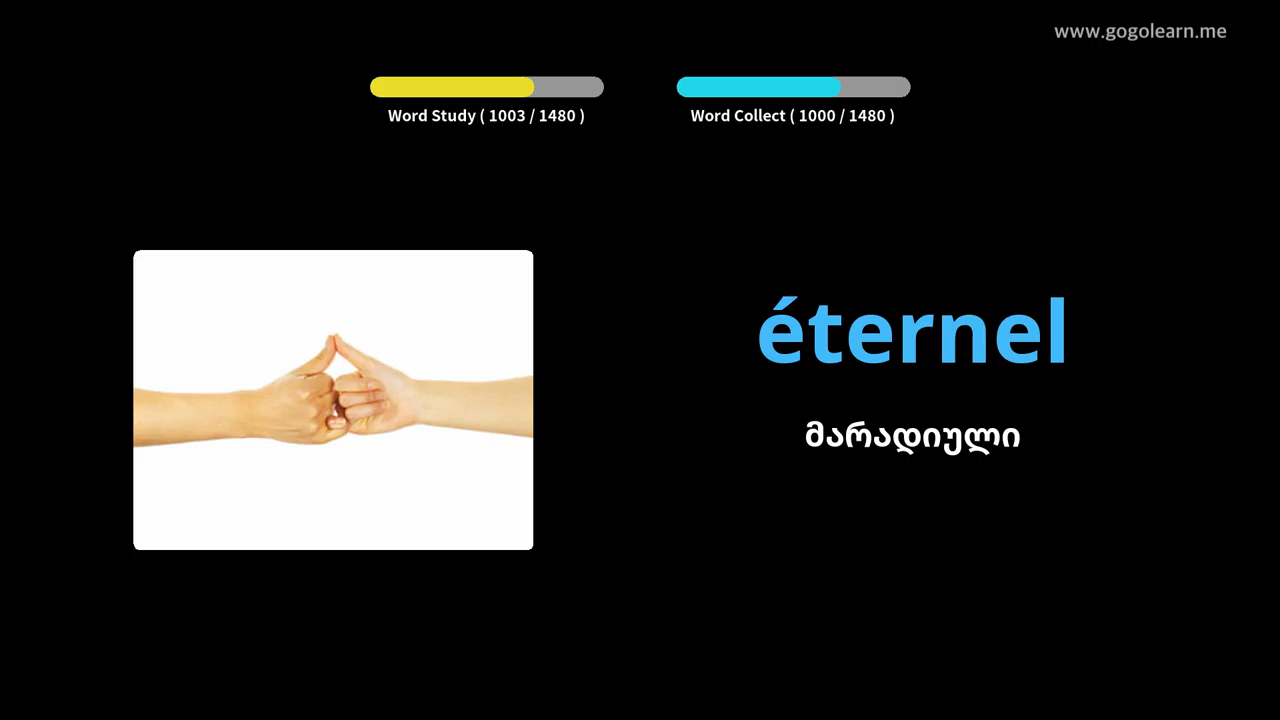 www.gogolearn.me
Word Study ( 1003 / 1480 )
Word Collect ( 1000 / 1480 )
éternel
მარადიული